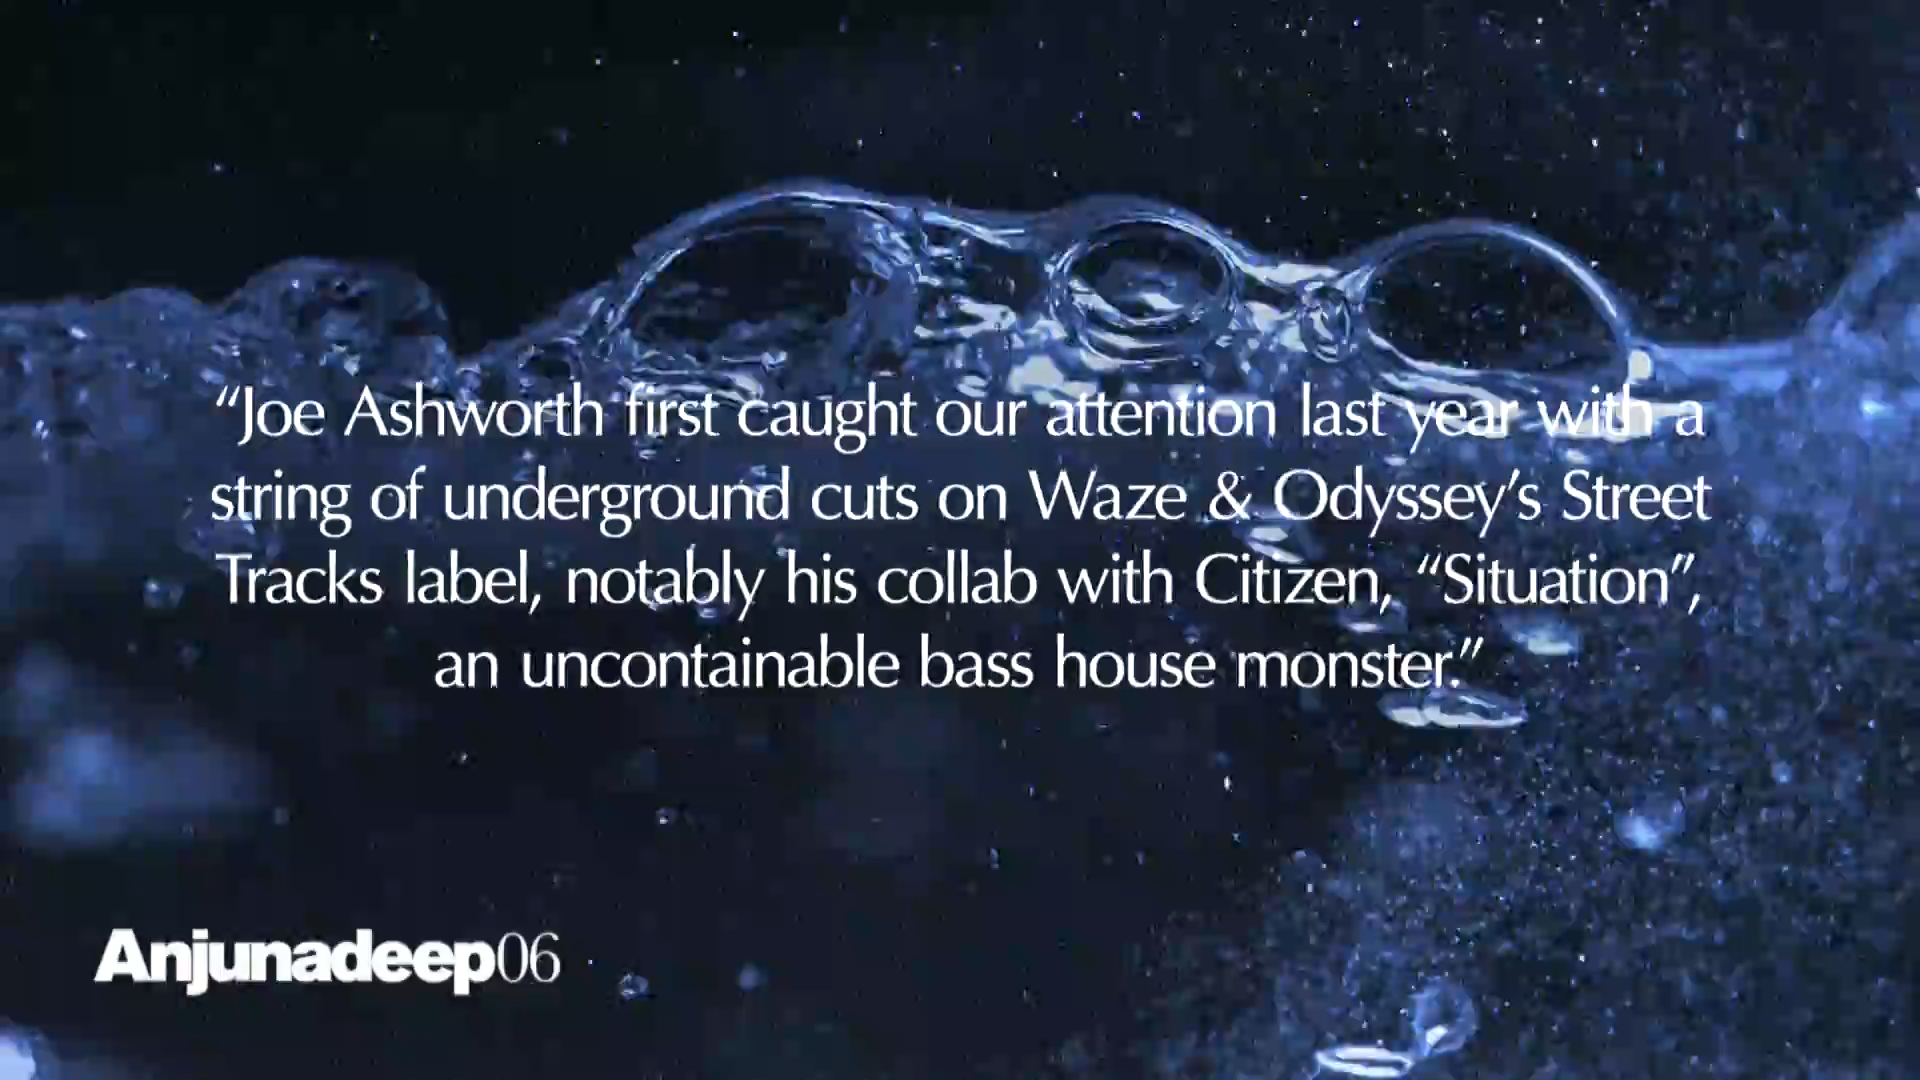 “Joe Ashworth first caught our attention last year with a
string of underground cuts on Waze & Odyssey’s Street
Tracks label, notably his collab with Citizen, “Situation”,
an uncontainable bass house monster.”
Anjunadeep06